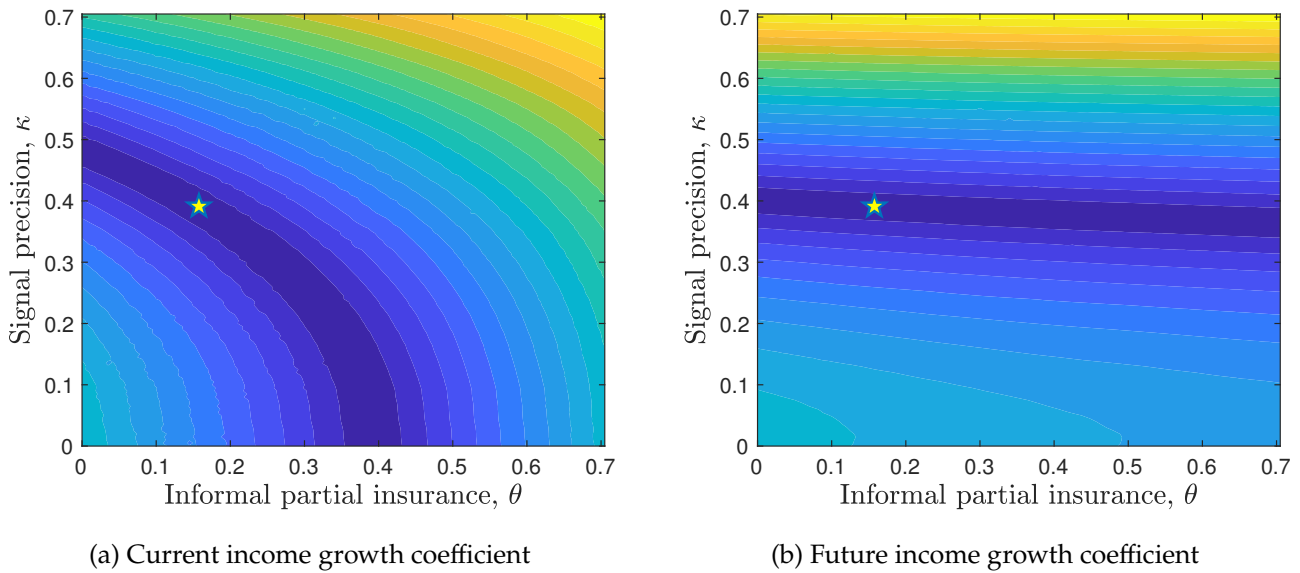 0.7
0.6
0.5
0.4
0.3
0.2
0.1
0
Signal precision, κ
0 0.1 0.2 0.3 0.4 0.5 0.6 0.7
Informal partial insurance, θ
(a) Current income growth coefficient
0.7
0.6
0.5
0.4
0.3
0.2
0.1
0
Signal precision, κ
0 0.1 0.2 0.3 0.4 0.5 0.6 0.7
Informal partial insurance, θ
(b) Future income growth coefficient